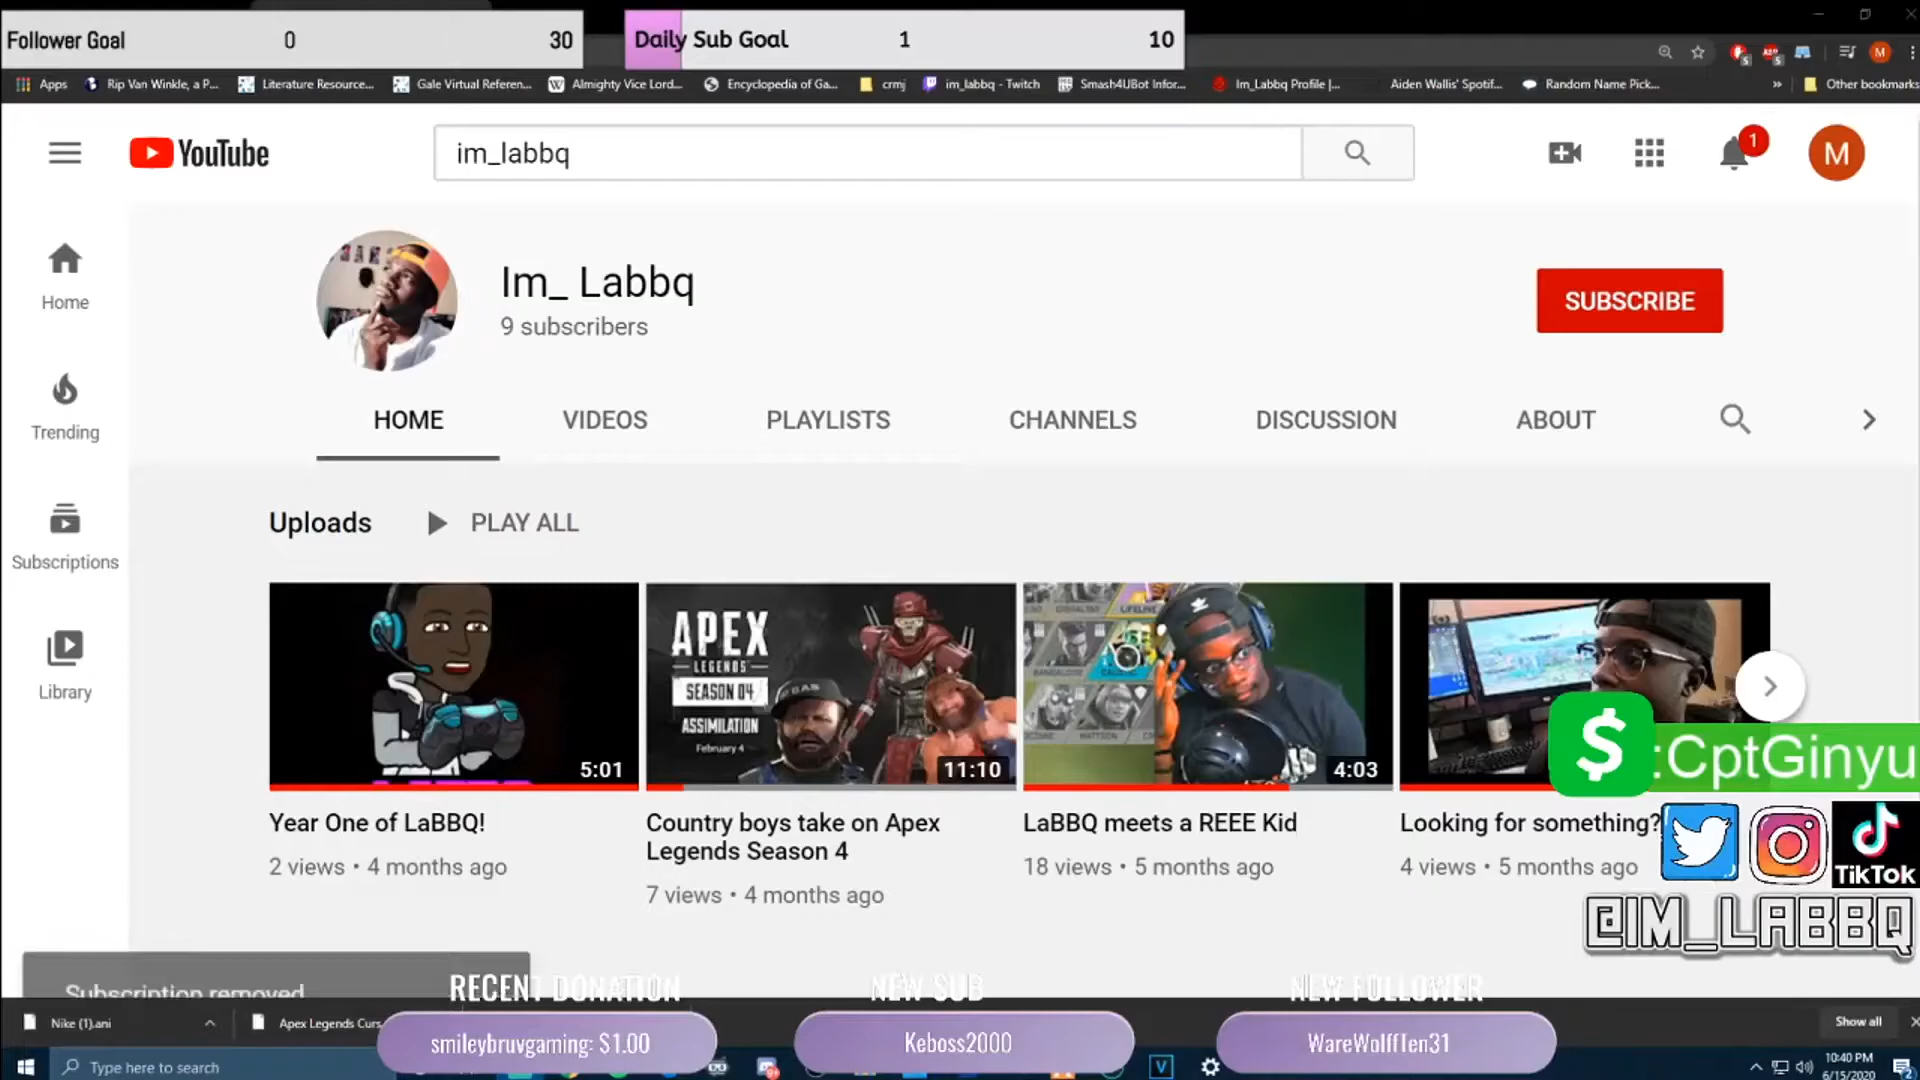 Follower Goal 0 30
Daily Sub Goal 1 10
Apps Rip Van Winkle, a P... Literature Resource... Gale Virtual Referen... Almighty Vice Lord... Encyclopedia of Ga... crmj im_labbq - Twitch Smash4UBot Infor... Im_Labbq Profile |... Aiden Wallis' Spotif... Random Name Pick... » Other bookmarks
YouTube
im_labbq
1
M
Home
Trending
Subscriptions
Library
Im_ Labbq
9 subscribers
SUBSCRIBE
HOME VIDEOS PLAYLISTS CHANNELS DISCUSSION ABOUT
Uploads PLAY ALL
APEX
LEGENDS
SEASON 04
ASSIMILATION
February 4
5:01
11:10
4:03
Year One of LaBBQ!
2 views • 4 months ago
Country boys take on Apex
Legends Season 4
7 views • 4 months ago
LaBBQ meets a REEE Kid
18 views • 5 months ago
Looking for something?
4 views • 5 months ago
$:CptGinyu
TikTok
@IM_LABBQ
Subscription removed
RECENT DONATION
smileybruvgaming: $1.00
NEW SUB
Keboss2000
NEW FOLLOWER
WareWolffTen31
Nike (1).ani
Apex Legends Curs
Show all
Type here to search
10:40 PM
6/15/2020